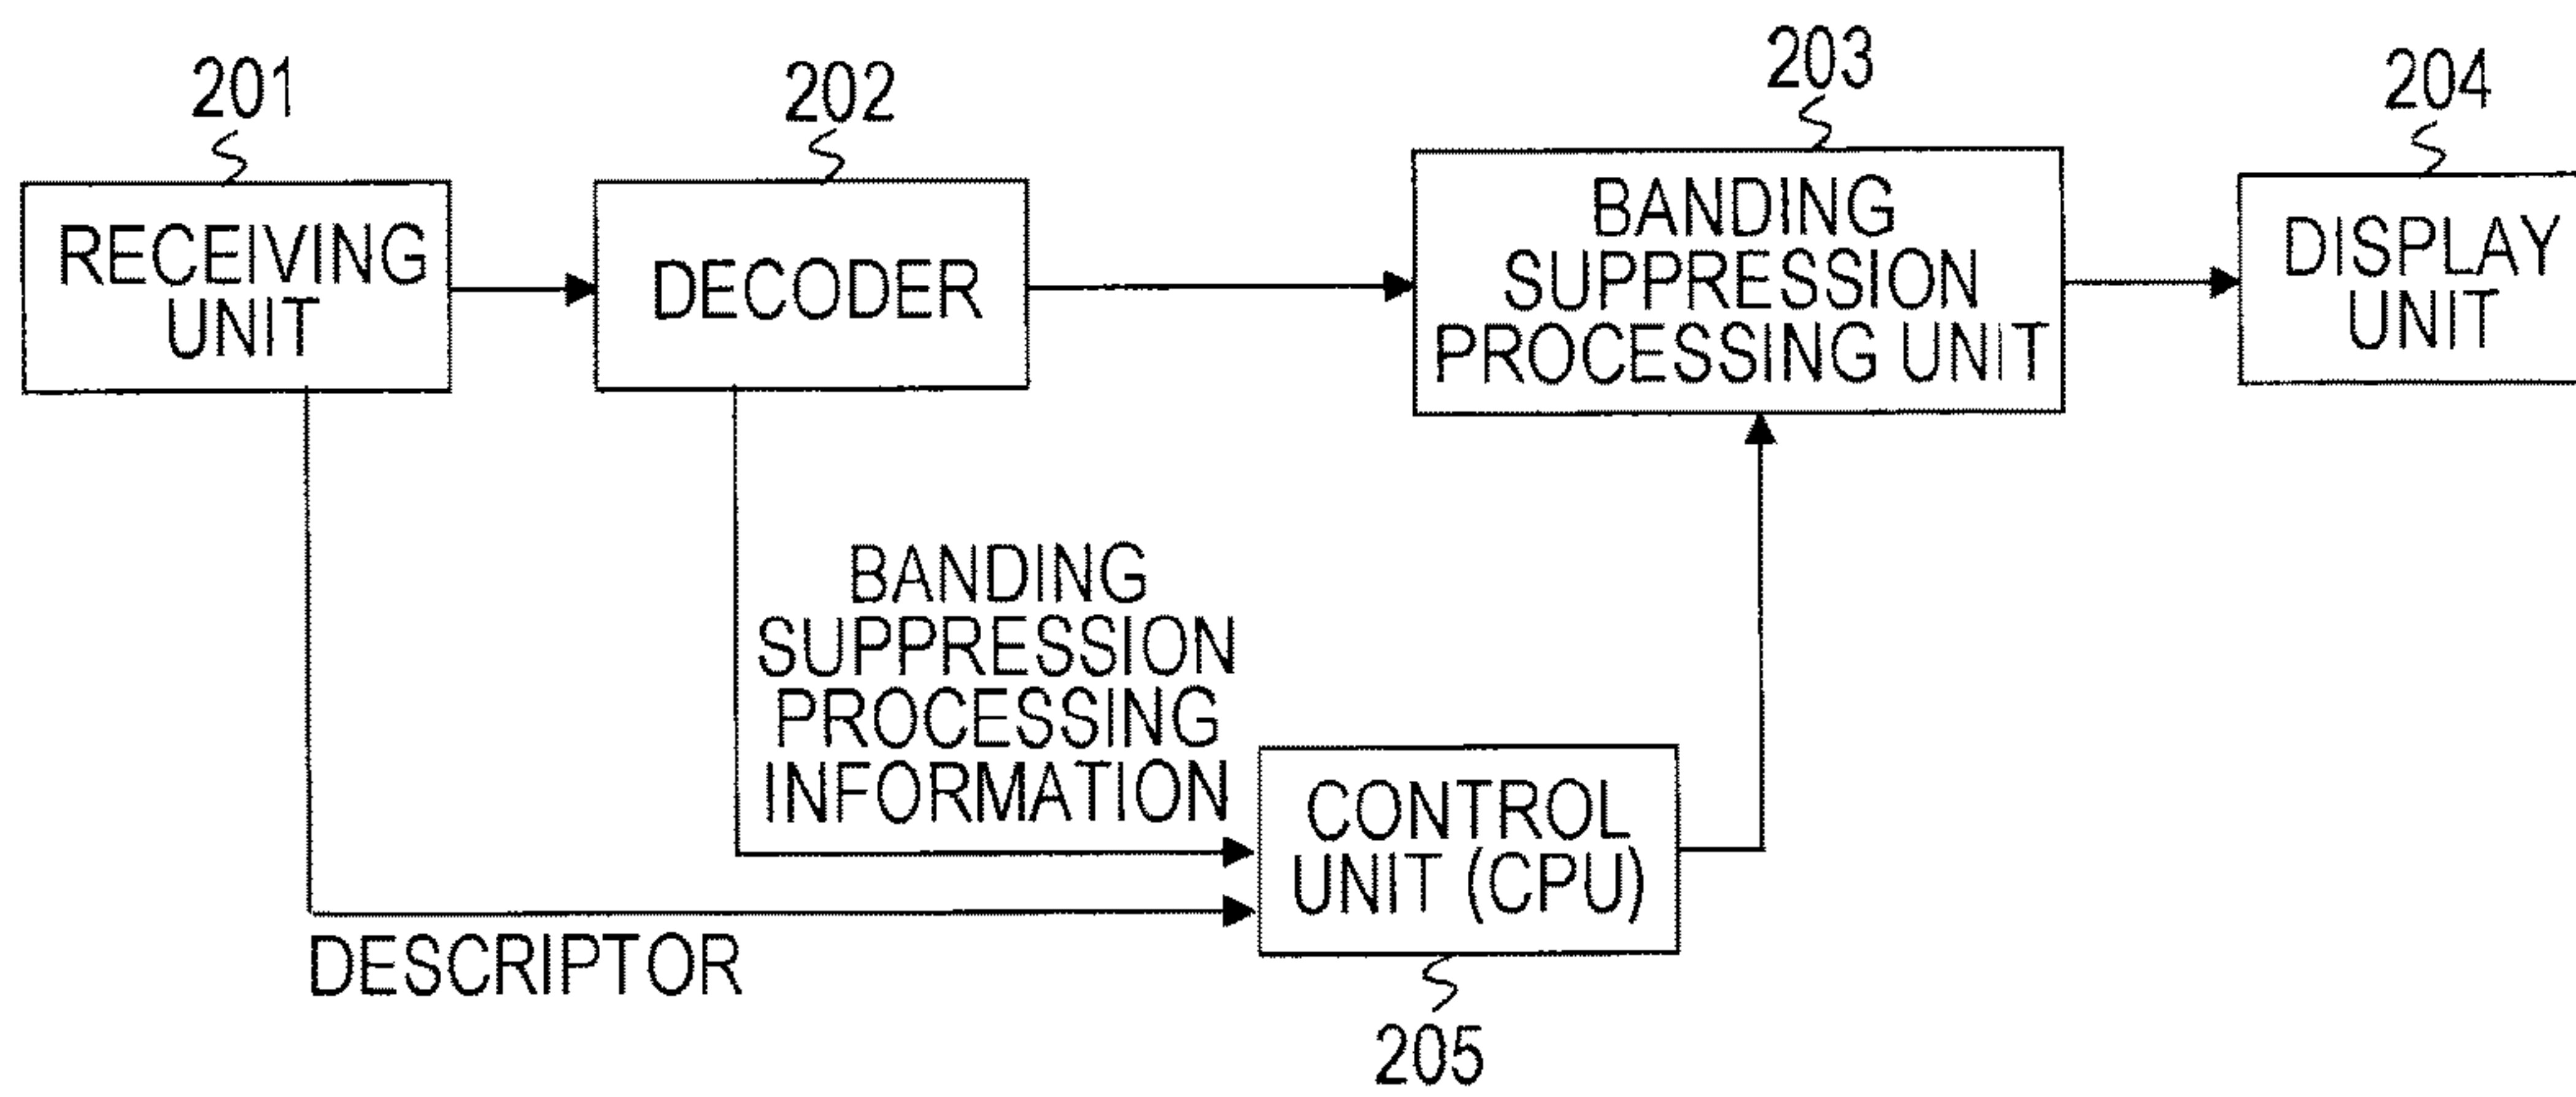 201
202
203
204
RECEIVING
UNIT
DECODER
BANDING
SUPPRESSION
PROCESSING UNIT
DISPLAY
UNIT
BANDING
SUPPRESSION
PROCESSING
INFORMATION
CONTROL
UNIT (CPU)
DESCRIPTOR
205